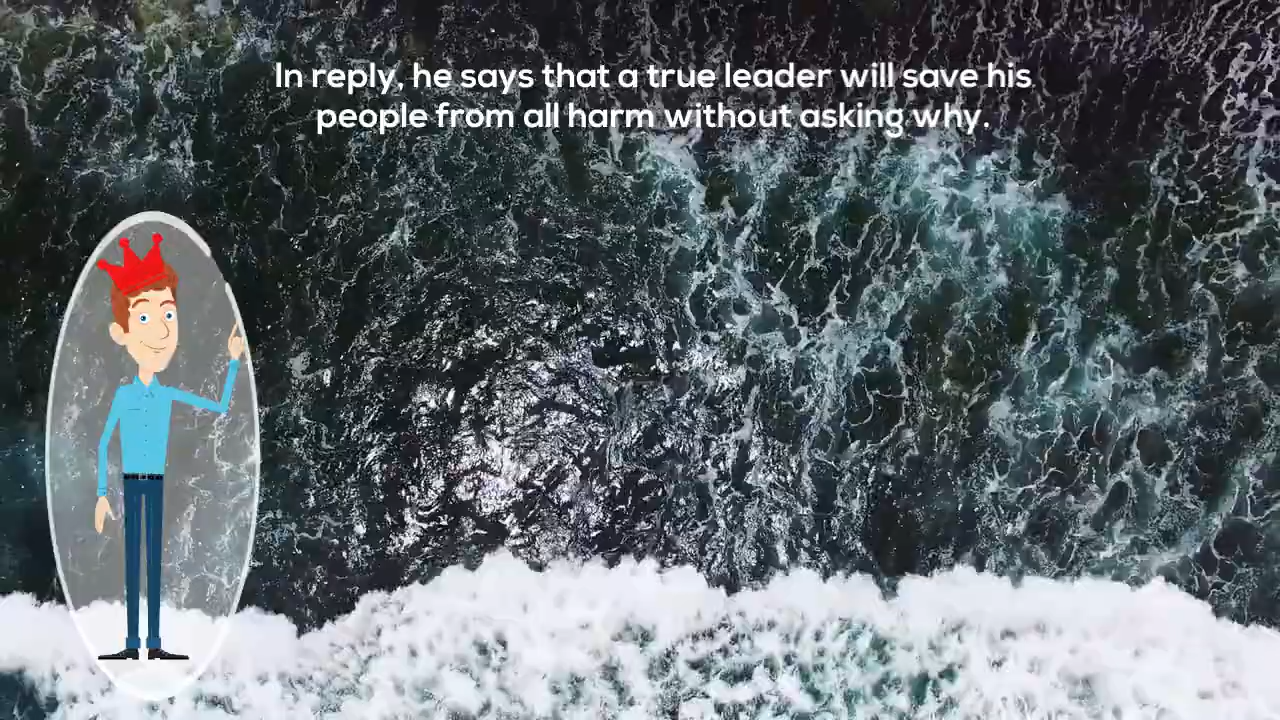 In reply, he says that a true leader will save his
people from all harm without asking why.